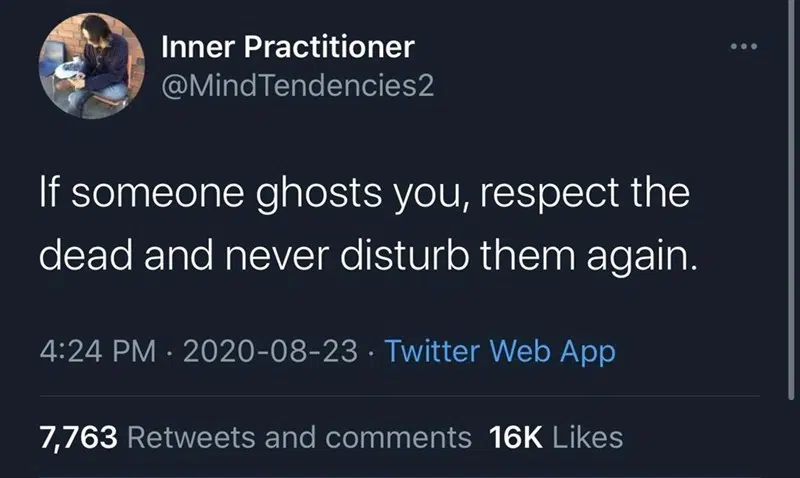 Inner Practitioner
@MindTendencies2
If someone ghosts you, respect the
dead and never disturb them again.
4:24 PM · 2020-08-23 · Twitter Web App
7,763 Retweets and comments 16K Likes